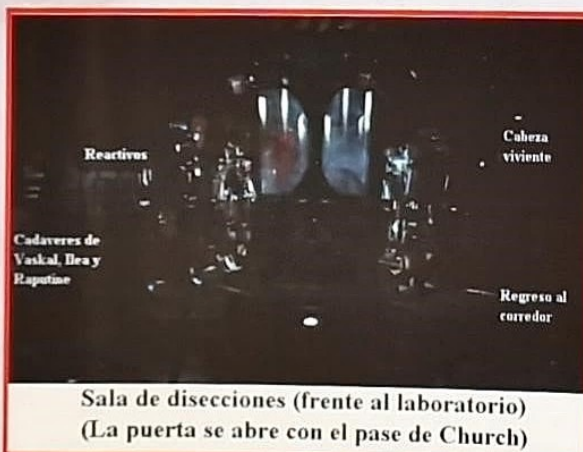 Reactivos
Cabeza
viviente
Cadaveres de
Vaskal, Ilea y
Raputine
Regreso al
corredor
Sala de disecciones (frente al laboratorio)
(La puerta se abre con el pase de Church)